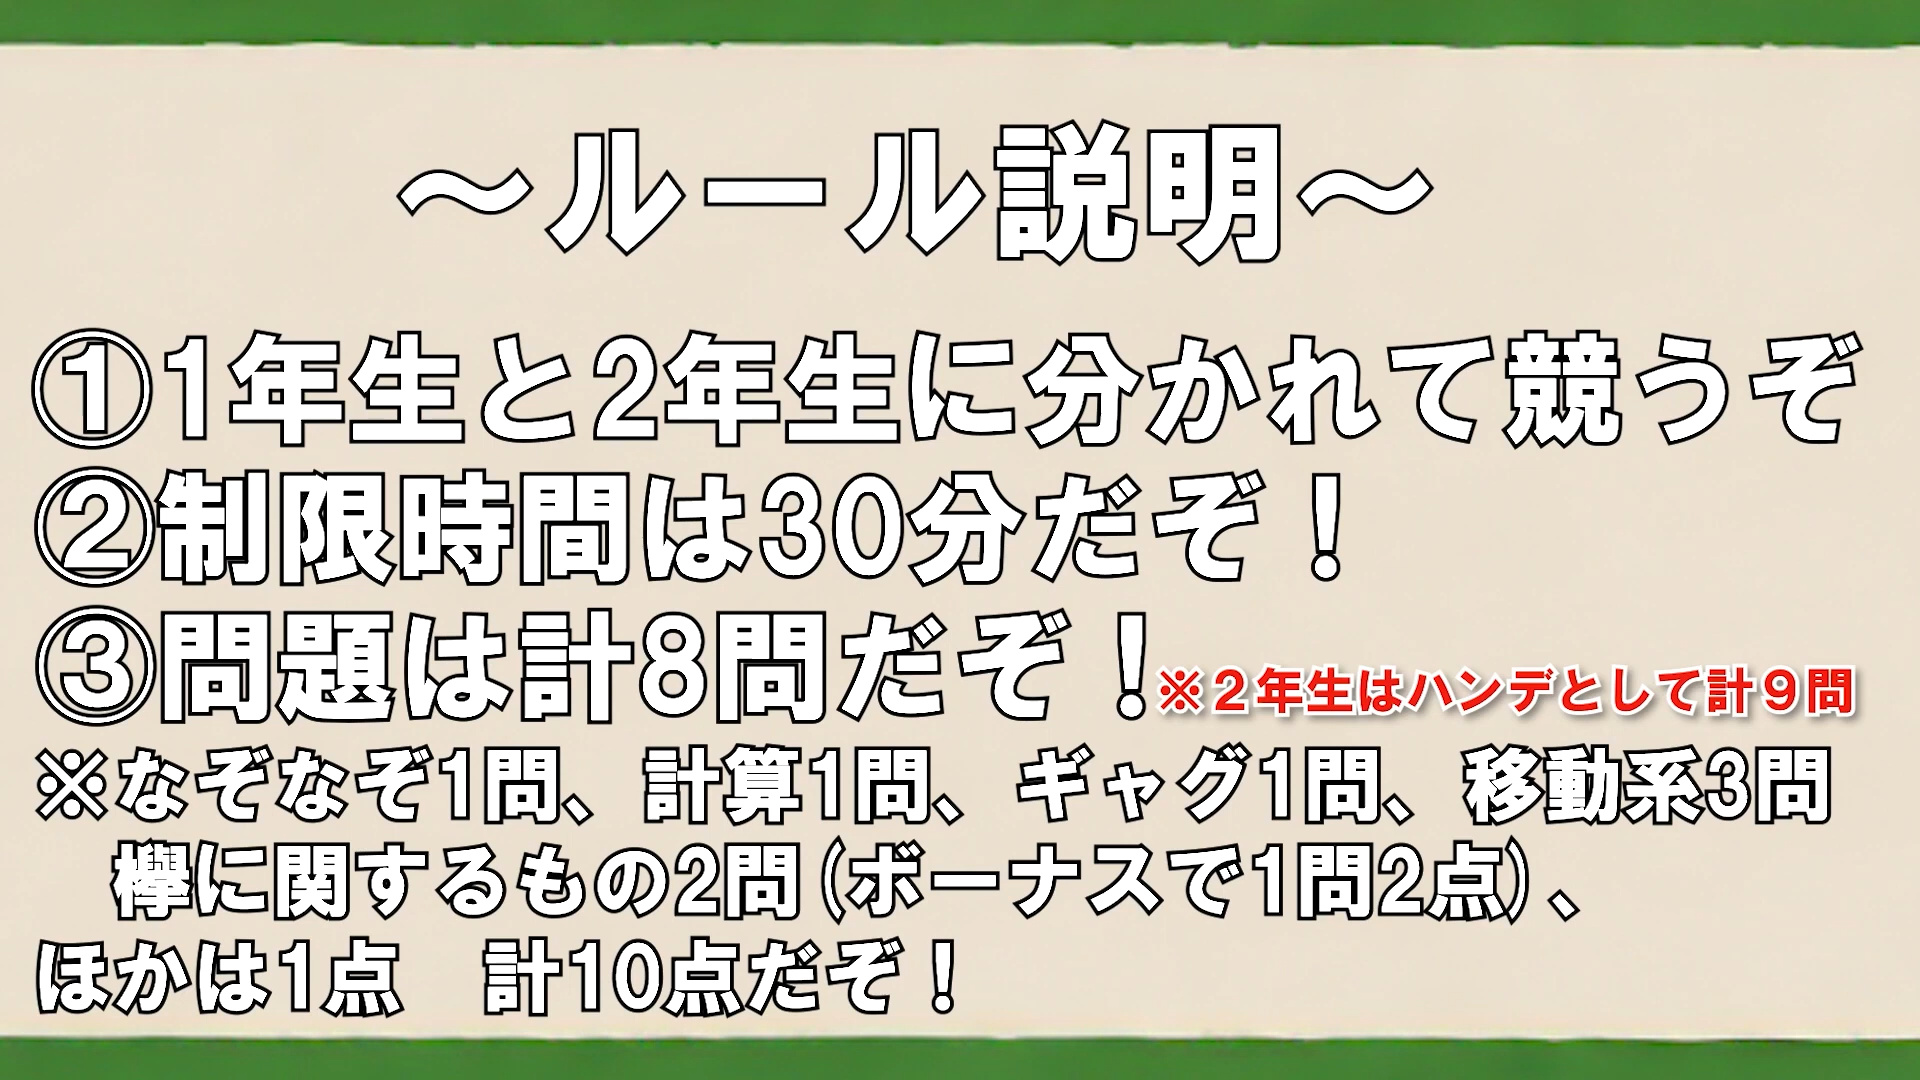 ～ルール説明～
①1年生と2年生に分かれて競うぞ
②制限時間は30分だぞ！
③問題は計8問だぞ！※２年生はハンデとして計９問
※なぞなぞ1問、計算1問、ギャグ1問、移動系3問
欅に関するもの2問(ボーナスで1問2点)、
ほかは1点　計10点だぞ！